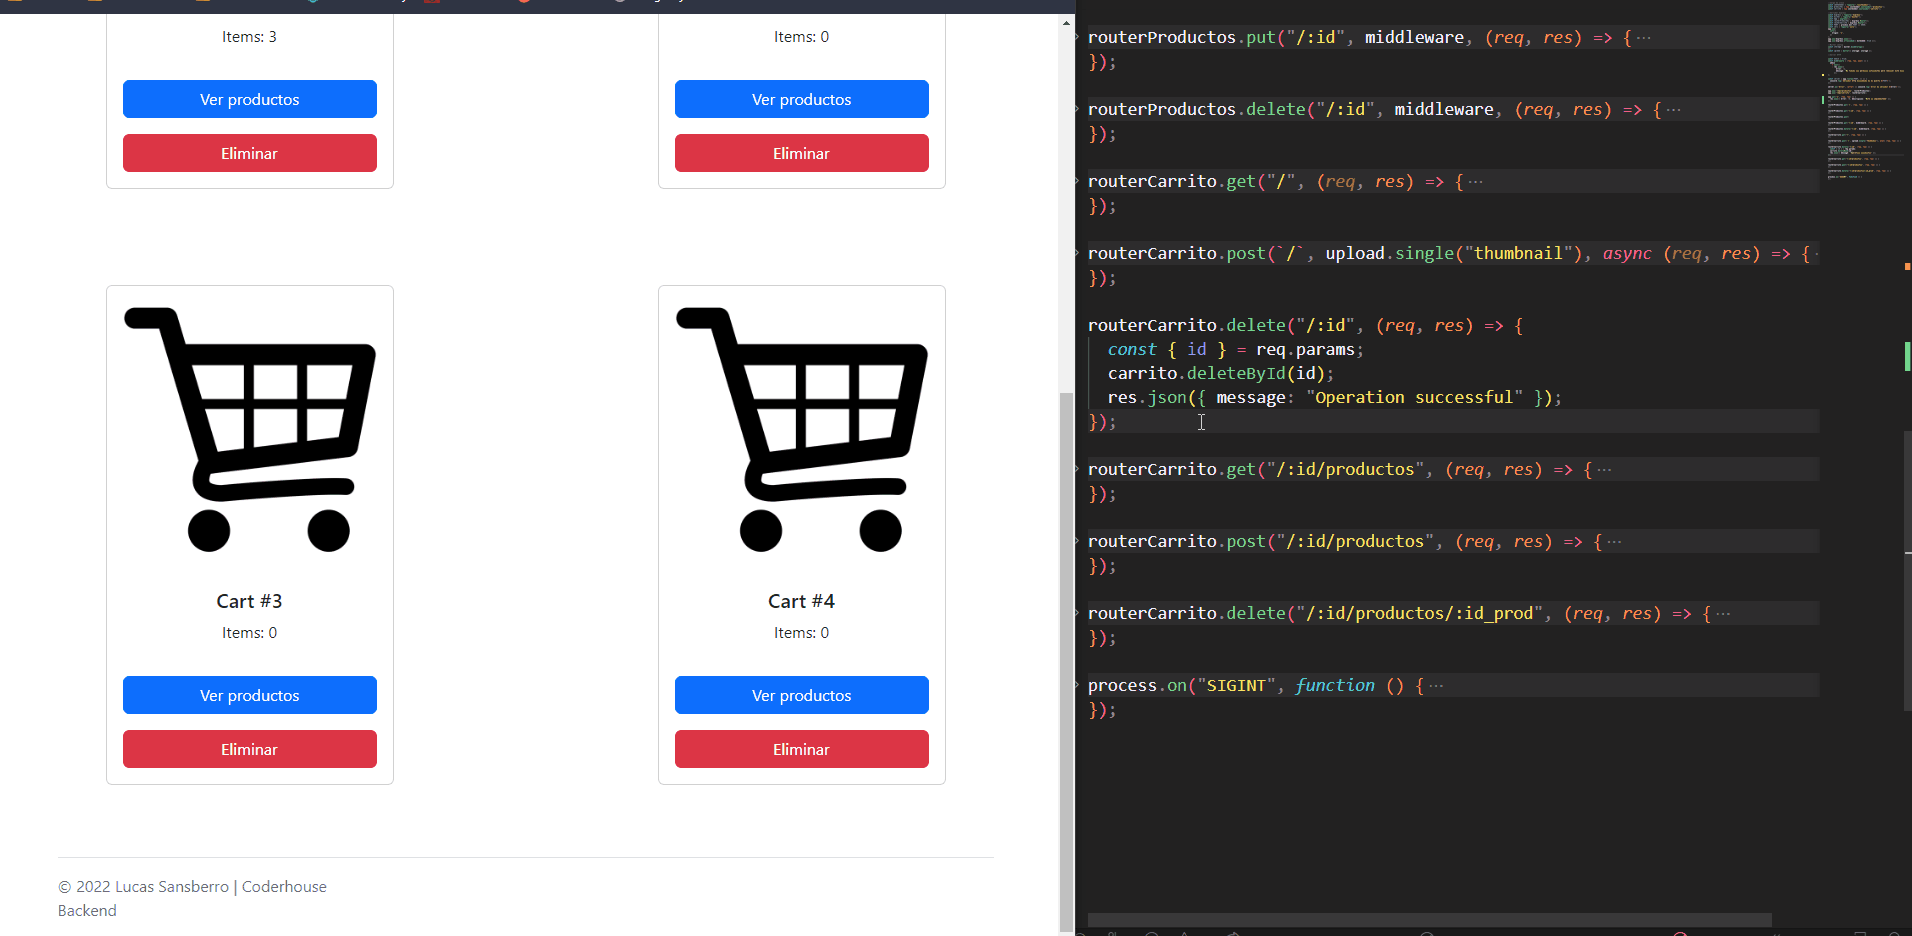 Items: 3
Items: 0
Ver productos
Ver productos
Eliminar
Eliminar
Cart #3
Cart #4
Items: 0
Items: 0
Ver productos
Ver productos
Eliminar
Eliminar
© 2022 Lucas Sansberro | Coderhouse
Backend
routerProductos.put("/:id", middleware, (req, res) => { ···
});
routerProductos.delete("/:id", middleware, (req, res) => { ···
});
routerCarrito.get("/", (req, res) => { ···
});
routerCarrito.post(`/`, upload.single("thumbnail"), async (req, res) => { ·
});
routerCarrito.delete("/:id", (req, res) => {
const { id } = req.params;
carrito.deleteById(id);
res.json({ message: "Operation successful" });
});
routerCarrito.get("/:id/productos", (req, res) => { ···
});
routerCarrito.post("/:id/productos", (req, res) => { ···
});
routerCarrito.delete("/:id/productos/:id_prod", (req, res) => { ···
});
process.on("SIGINT", function () { ···
});